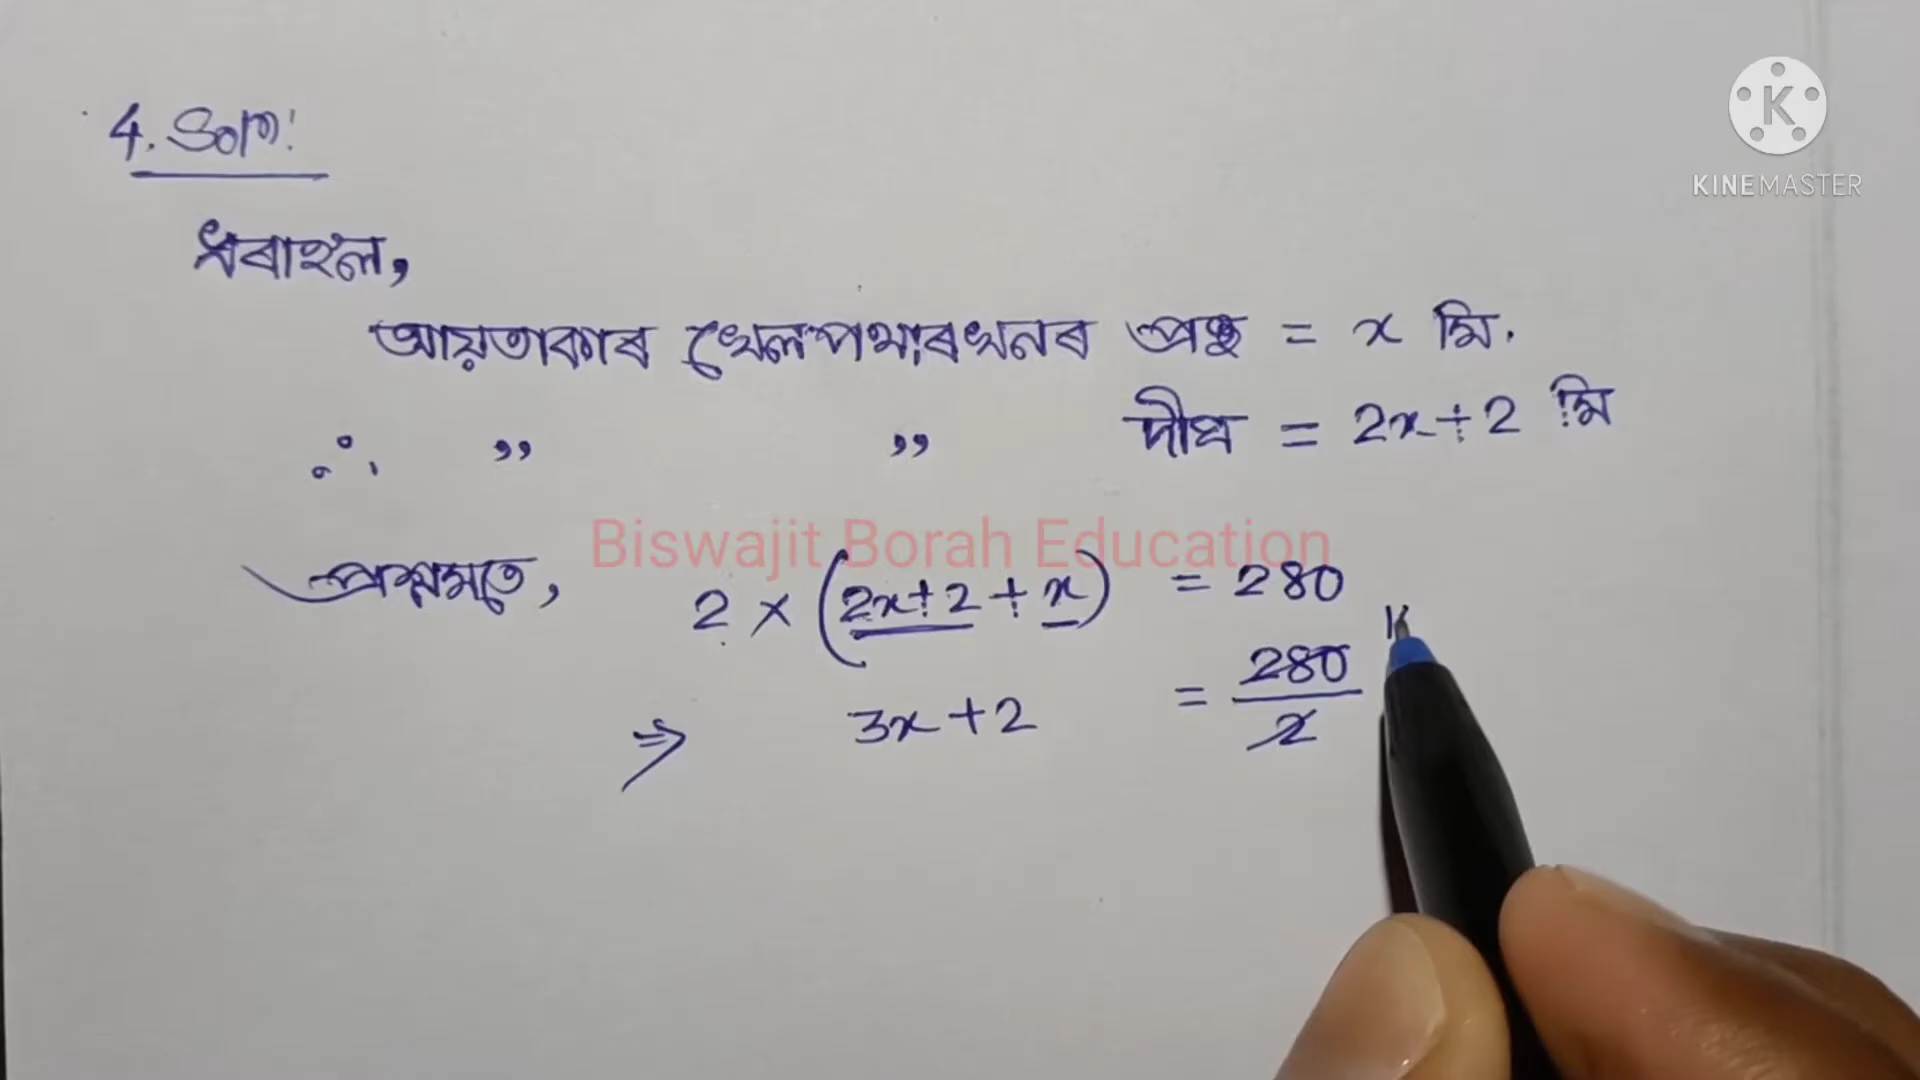 4. Soln:
ধৰাহ'ল,
আয়তাকাৰ খেলপথাৰখনৰ প্ৰস্থ = x মি.
∴ ,, ,, দীঘ = 2x+2 মি
প্ৰশ্নমতে, 2 × (2x+2 + x) = 280
⇒ 3x+2 = 280/2
Biswajit Borah Education
K
KINEMASTER